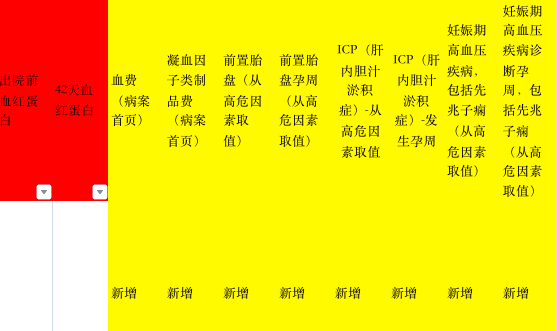 出院前
血红蛋
白
42天血
红蛋白
血费
（病案
首页）
凝血因
子类制
品费
（病案
首页）
前置胎
盘（从
高危因
素取
值）
前置胎
盘孕周
（从高
危因素
取值）
ICP（肝
内胆汁
淤积
症）-从
高危因
素取值
ICP（肝
内胆汁
淤积
症）-发
生孕周
妊娠期
高血压
疾病，
包括先
兆子痫
（从高
危因素
取值）
妊娠期
高血压
疾病诊
断孕
周，包
括先兆
子痫
（从高
危因素
取值）
新增
新增
新增
新增
新增
新增
新增
新增